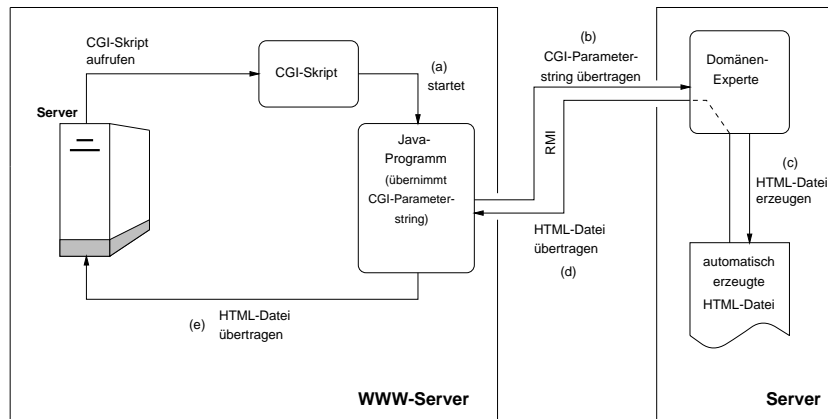 CGI-Skript
aufrufen
CGI-Skript
(a)
startet
(b)
CGI-Parameter-
string übertragen
Domänen-
Experte
Server
Java-
Programm
(übernimmt
CGI-Parameter-
string)
RMI
(c)
HTML-Datei
erzeugen
HTML-Datei
übertragen
(d)
automatisch
erzeugte
HTML-Datei
(e)
HTML-Datei
übertragen
WWW-Server
Server